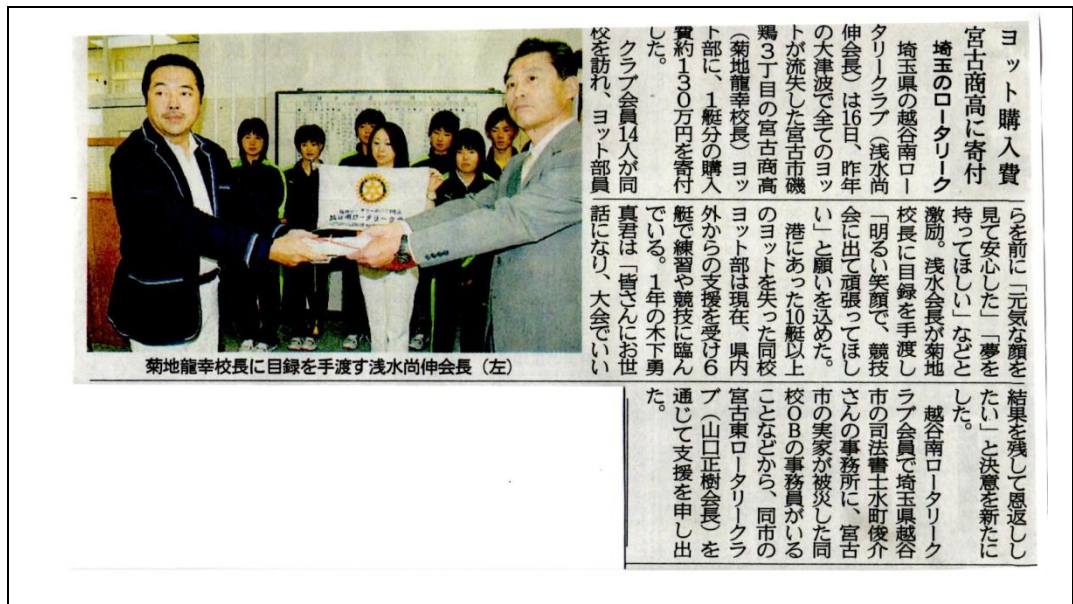 ヨット購入費
宮古商高に寄付
埼玉のロータリーク
埼玉県の越谷南ロー
タリークラブ(浅水尚
伸会長)は16日、昨年
の大津波で全てのヨッ
トが流失した宮古市磯
鶏3丁目の宮古商高
(菊地龍幸校長)ヨッ
ト部に、1艇分の購入
費約130万円を寄付
した。
クラブ会員14人が同
校を訪れ、ヨット部員
らを前に「元気な顔を
見て安心した」「夢を
持ってほしい」などと
激励。浅水会長が菊地
校長に目録を手渡し
「明るい笑顔で、競技
会に出て頑張ってほし
い」と願いを込めた。
港にあった10艇以上
のヨットを失った同校
ヨット部は現在、県内
外からの支援を受け6
艇で練習や競技に臨ん
でいる。1年の木下勇
真君は「皆さんにお世
話になり、大会でいい
結果を残して恩返しし
たい」と決意を新たに
した。
越谷南ロータリーク
ラブ会員で埼玉県越谷
市の司法書士水町俊介
さんの事務所に、宮古
市の実家が被災した同
校OBの事務員がいる
ことなどから、同市の
宮古東ロータリークラ
ブ(山口正樹会長)を
通じて支援を申し出
た。
菊地龍幸校長に目録を手渡す浅水尚伸会長(左)